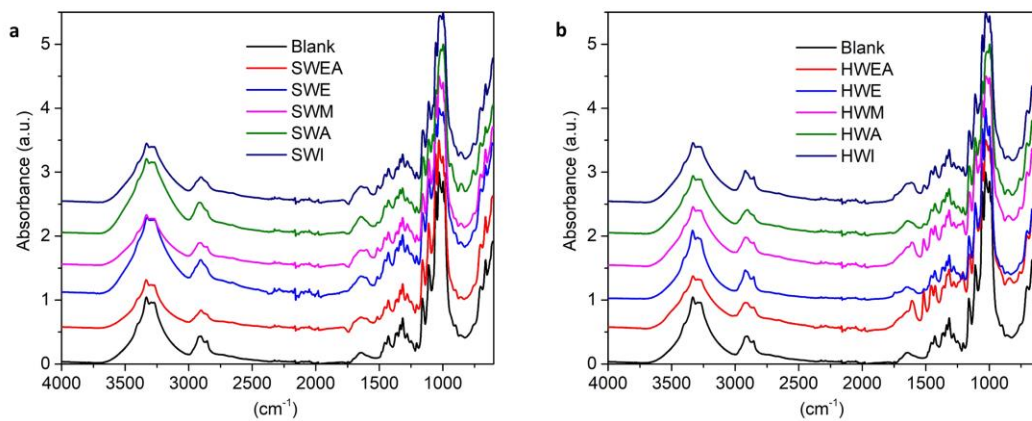 a
Blank
SWEA
SWE
SWM
SWA
SWI
Absorbance (a.u.)
5
4
3
2
1
0
4000 3500 3000 2500 2000 1500 1000
(cm⁻¹)
b
Blank
HWEA
HWE
HWM
HWA
HWI
Absorbance (a.u.)
5
4
3
2
1
0
4000 3500 3000 2500 2000 1500 1000
(cm⁻¹)